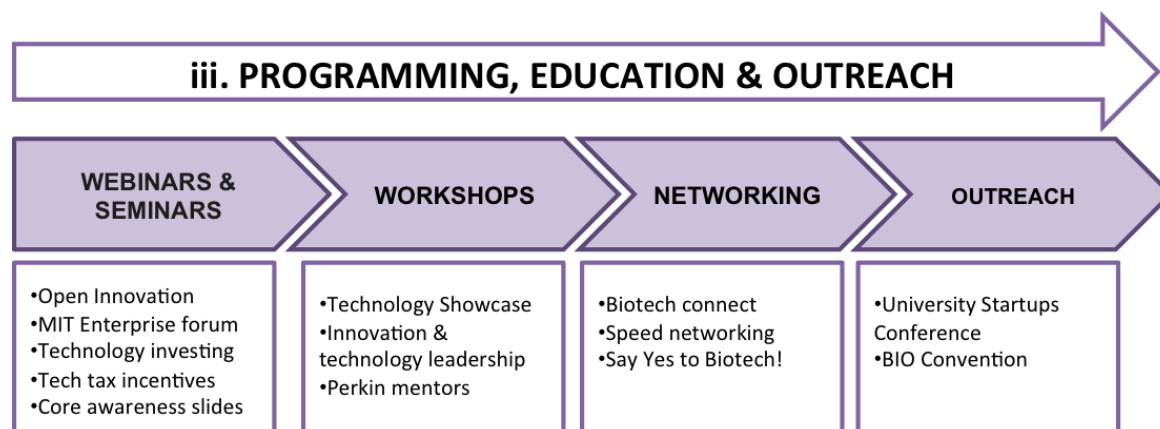 iii. PROGRAMMING, EDUCATION & OUTREACH
WEBINARS &
SEMINARS
WORKSHOPS
NETWORKING
OUTREACH
•Open Innovation
•MIT Enterprise forum
•Technology investing
•Tech tax incentives
•Core awareness slides
•Technology Showcase
•Innovation &
technology leadership
•Perkin mentors
•Biotech connect
•Speed networking
•Say Yes to Biotech!
•University Startups
Conference
•BIO Convention